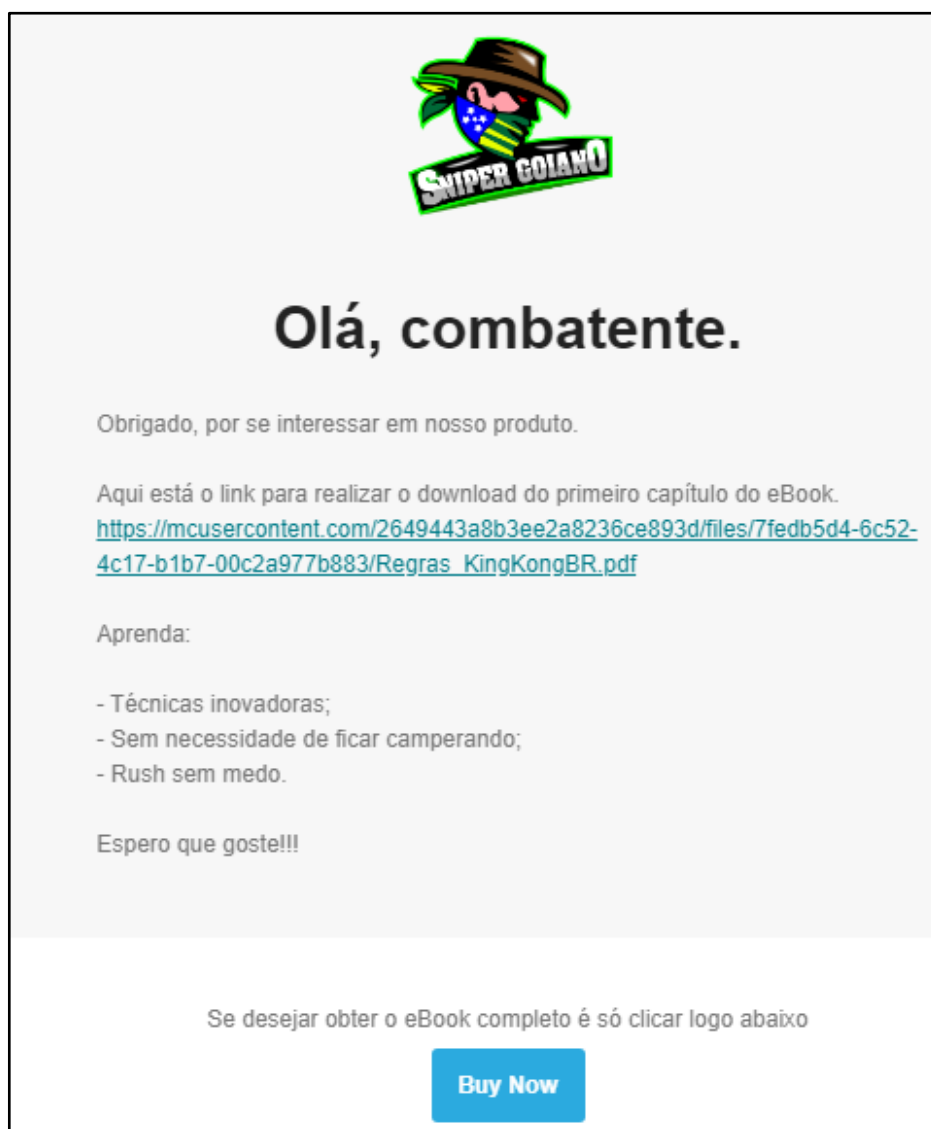 SNIPER GOIANO
Olá, combatente.
Obrigado, por se interessar em nosso produto.
Aqui está o link para realizar o download do primeiro capítulo do eBook.
https://mcusercontent.com/2649443a8b3ee2a8236ce893d/files/7fedb5d4-6c52-
4c17-b1b7-00c2a977b883/Regras_KingKongBR.pdf
Aprenda:
- Técnicas inovadoras;
- Sem necessidade de ficar camperando;
- Rush sem medo.
Espero que goste!!!
Se desejar obter o eBook completo é só clicar logo abaixo
Buy Now